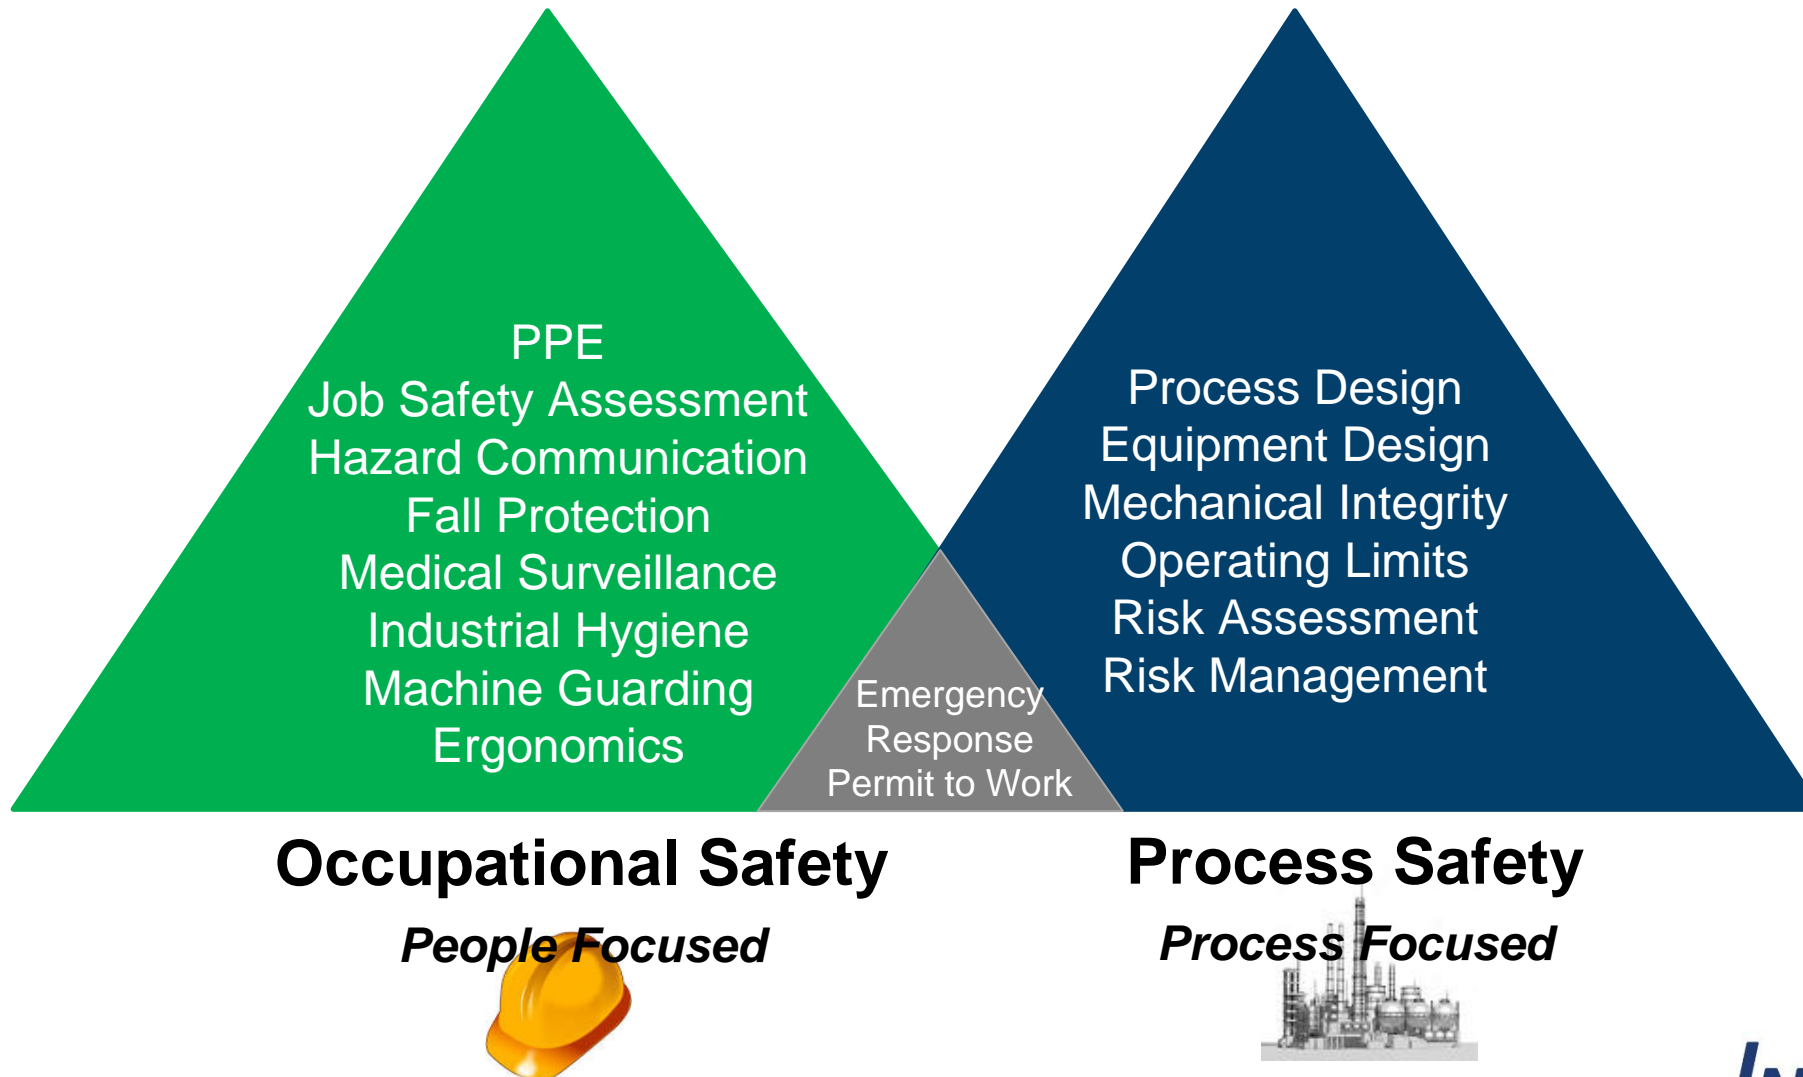 PPE
Job Safety Assessment
Hazard Communication
Fall Protection
Medical Surveillance
Industrial Hygiene
Machine Guarding
Ergonomics
Emergency
Response
Permit to Work
Process Design
Equipment Design
Mechanical Integrity
Operating Limits
Risk Assessment
Risk Management
Occupational Safety
People Focused
Process Safety
Process Focused